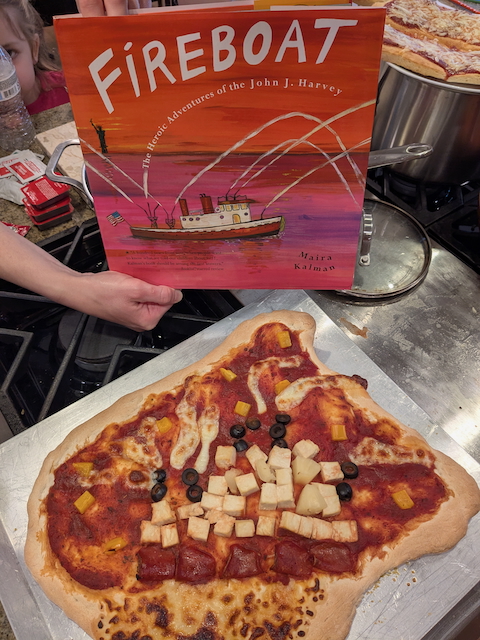 FiREBOAT
The Heroic Adventures of the John J. Harvey
Maira
Kalman